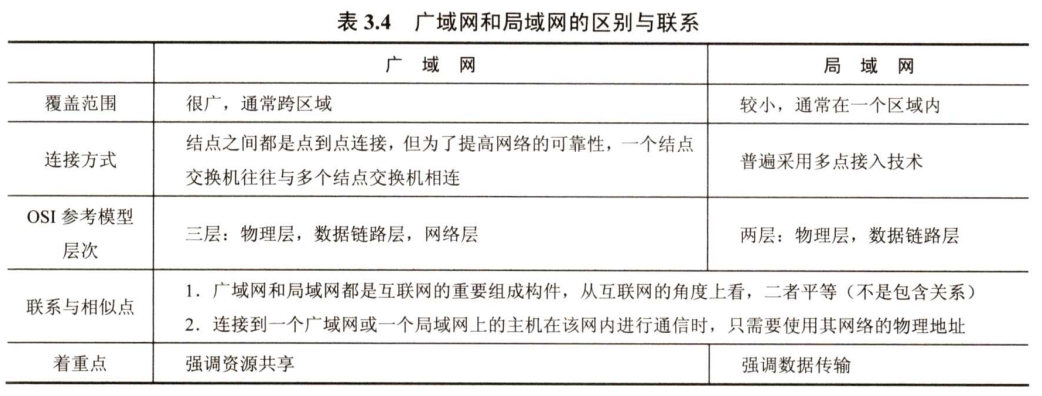 表 3.4 广域网和局域网的区别与联系
广 域 网 局 域 网
覆盖范围 很广，通常跨区域 较小，通常在一个区域内
连接方式 结点之间都是点到点连接，但为了提高网络的可靠性，一个结点
交换机往往与多个结点交换机相连 普遍采用多点接入技术
OSI 参考模型
层次 三层：物理层，数据链路层，网络层 两层：物理层，数据链路层
联系与相似点 1．广域网和局域网都是互联网的重要组成构件，从互联网的角度上看，二者平等（不是包含关系）
2．连接到一个广域网或一个局域网上的主机在该网内进行通信时，只需要使用其网络的物理地址
着重点 强调资源共享 强调数据传输